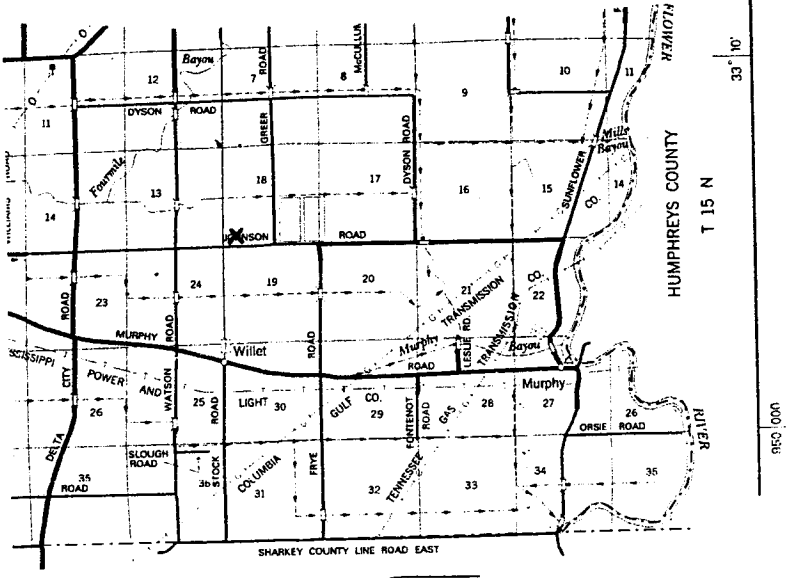 FLOWER
33° 10'
HUMPHREYS COUNTY
T 15 N
950 000
O
Bayou
ROAD
McCULLUM
12
7
8
9
10
11
O
11
DYSON ROAD
GREER
DYSON ROAD
Mills Bayou
Fourmile
SUNFLOWER
13
18
17
16
15
CO.
14
14
JOHNSON ROAD
ROAD
24
19
20
21
22
CO.
23
TRANSMISSION
TRANSMISSION
LESLIE RD.
MURPHY ROAD
Willet
ROAD
Murphy Bayou
ROAD
SSISSIPPI POWER AND LIGHT CO.
CITY
WATSON
Murphy
26
25
ROAD
30
GULF
29
FONTENOT ROAD
GAS
28
27
26
ORSIE ROAD
RIVER
DELTA
SLOUGH ROAD
STOCK
COLUMBIA
FRYE
TENNESSEE
35
36
31
32
33
34
35
ROAD
SHARKEY COUNTY LINE ROAD EAST